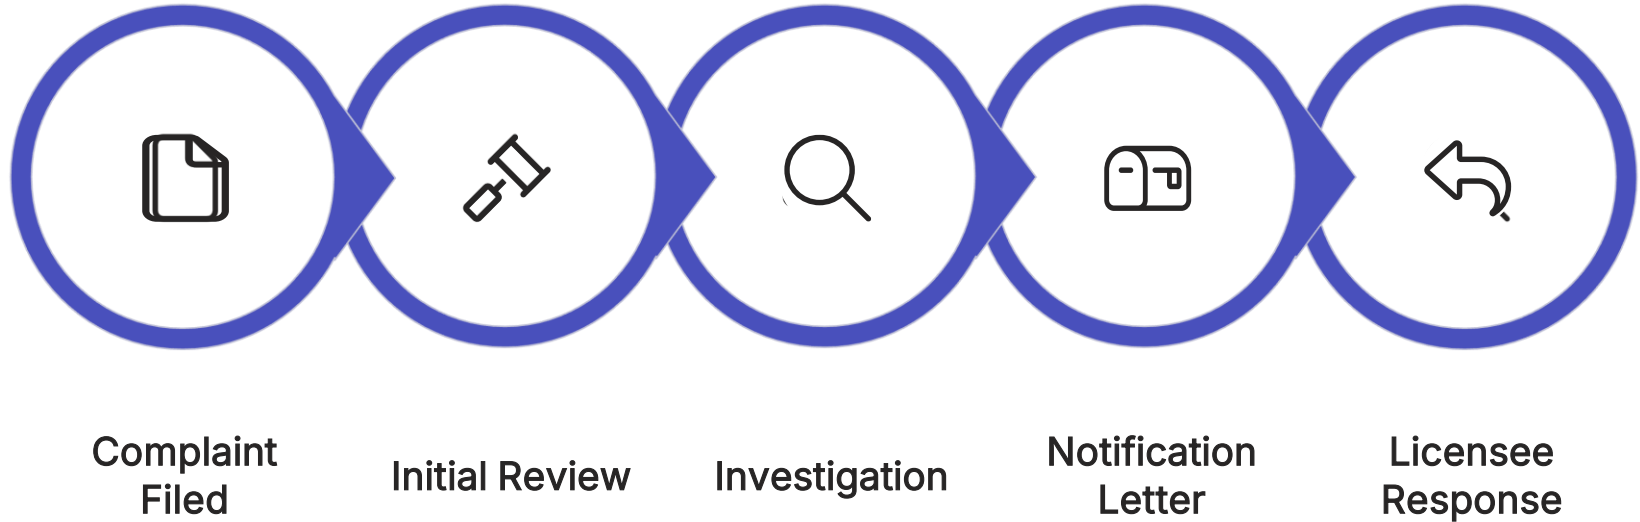 Complaint
Filed
Initial Review
Investigation
Notification
Letter
Licensee
Response